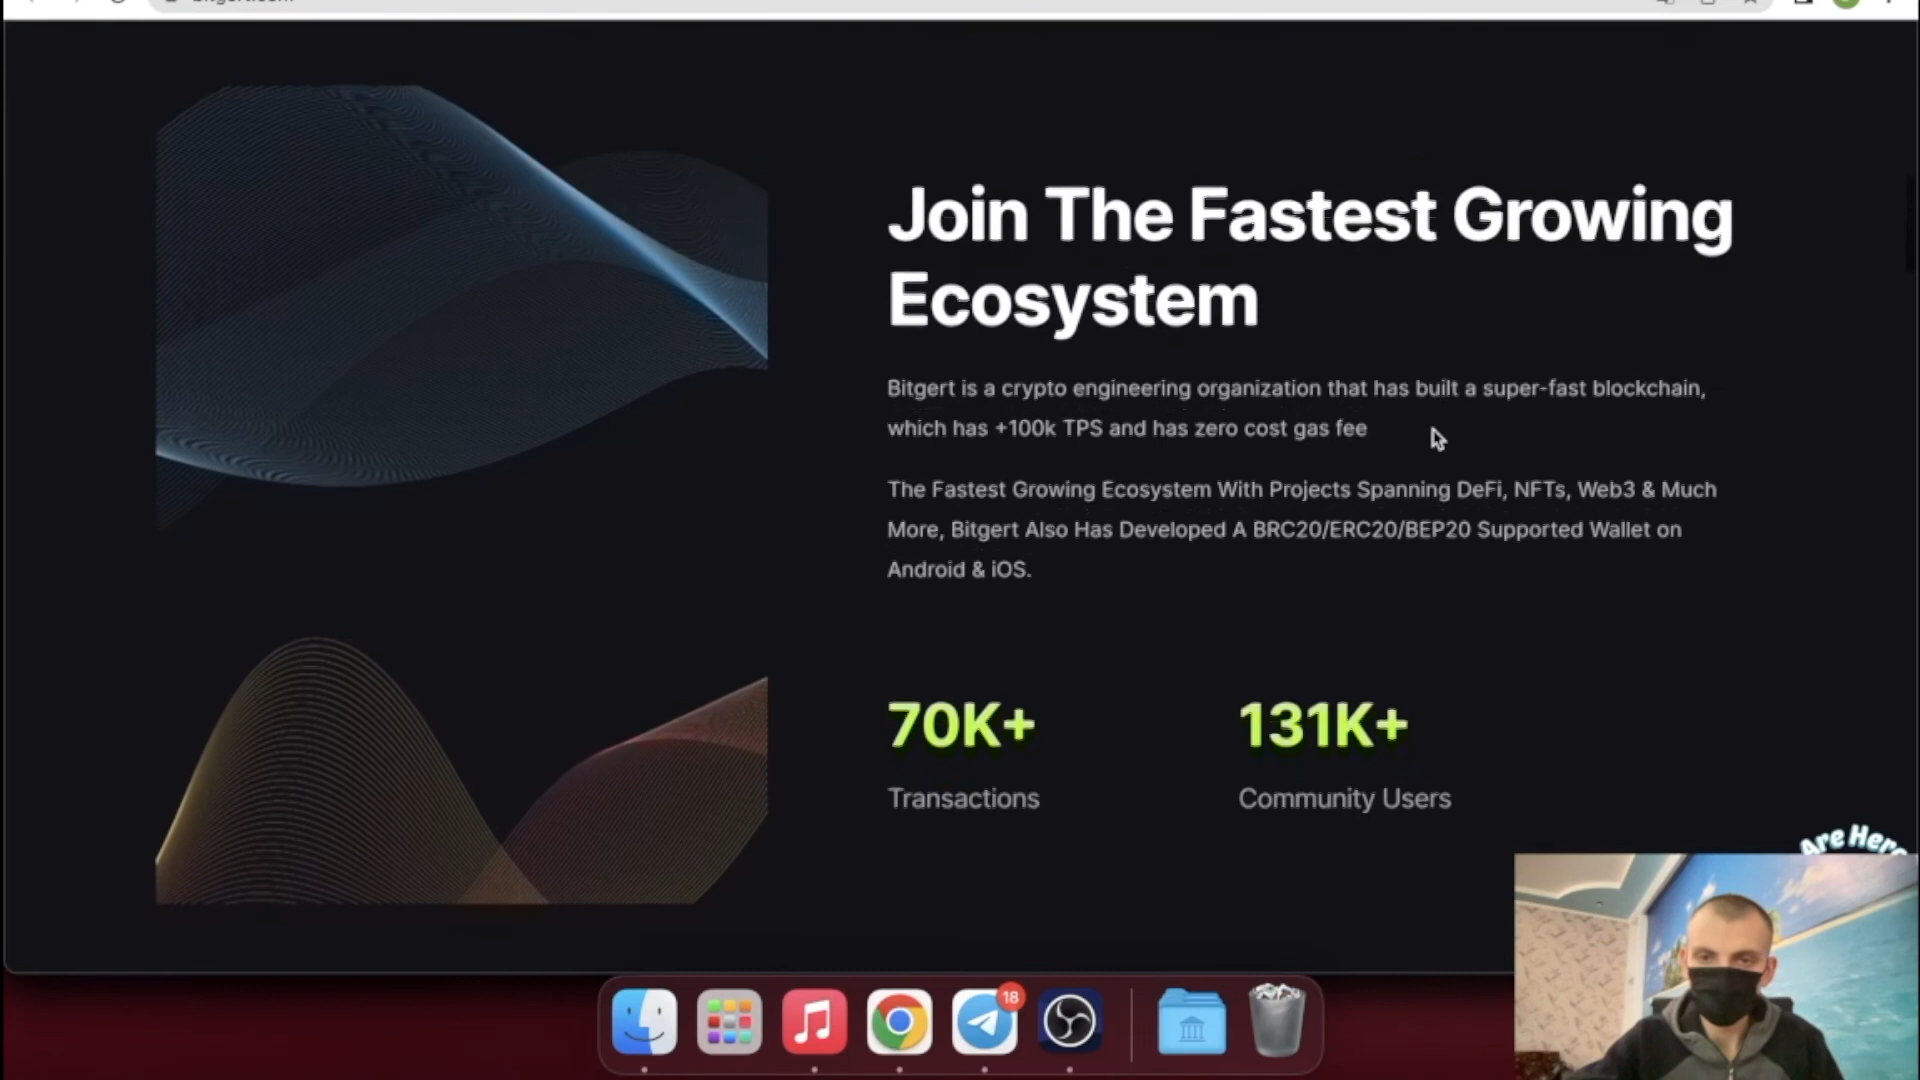 Join The Fastest Growing
Ecosystem
Bitgert is a crypto engineering organization that has built a super-fast blockchain,
which has +100k TPS and has zero cost gas fee
The Fastest Growing Ecosystem With Projects Spanning DeFi, NFTs, Web3 & Much
More, Bitgert Also Has Developed A BRC20/ERC20/BEP20 Supported Wallet on
Android & iOS.
70K+ 131K+
Transactions Community Users
Are Here
18